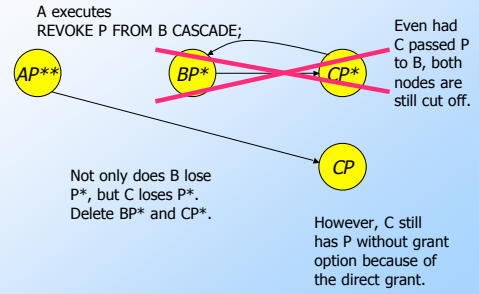 A executes
REVOKE P FROM B CASCADE;
Even had
C passed P
to B, both
nodes are
still cut off.
AP**
BP*
CP*
CP
Not only does B lose
P*, but C loses P*.
Delete BP* and CP*.
However, C still
has P without grant
option because of
the direct grant.